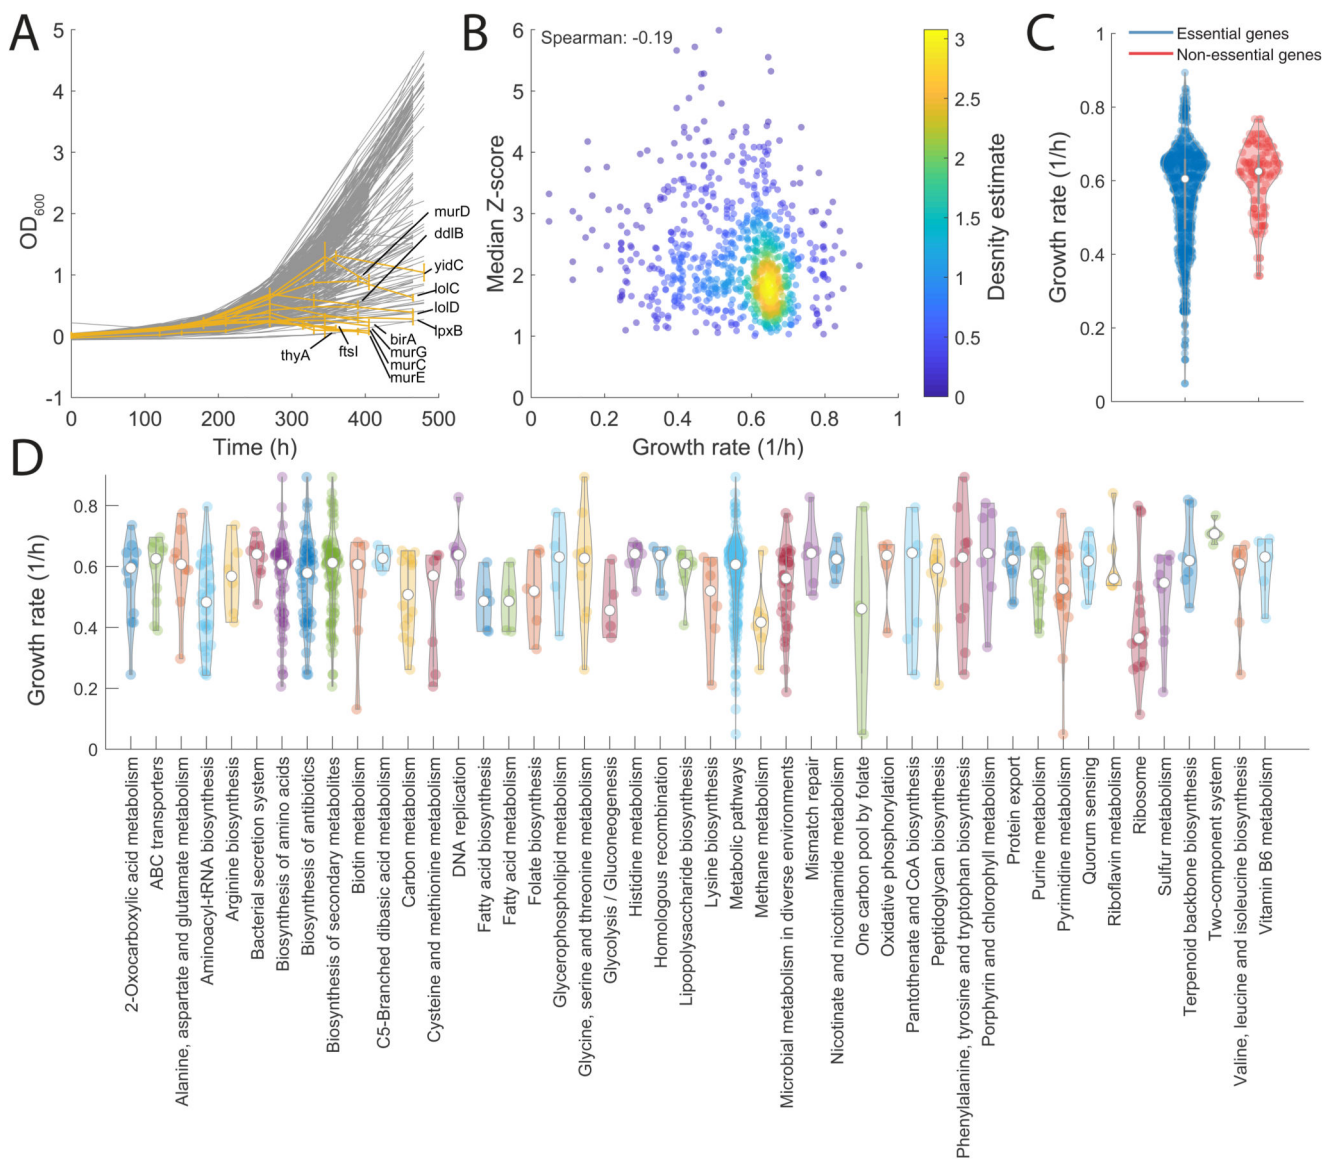 A
5
4
3
2
1
0
-1
OD600
0
100
200
300
400
500
Time (h)
murD
ddlB
yidC
lolC
lolD
lpxB
birA
murG
murC
murE
ftsI
thyA
B
Spearman: -0.19
6
5
4
3
2
1
0
Median Z-score
0
0.2
0.4
0.6
0.8
1
Growth rate (1/h)
3
2.5
2
1.5
1
0.5
0
Desnity estimate
C
Essential genes
Non-essential genes
1
0.8
0.6
0.4
0.2
0
Growth rate (1/h)
D
0.8
0.6
0.4
0.2
0
Growth rate (1/h)
2-Oxocarboxylic acid metabolism
ABC transporters
Alanine, aspartate and glutamate metabolism
Aminoacyl-tRNA biosynthesis
Arginine biosynthesis
Bacterial secretion system
Biosynthesis of amino acids
Biosynthesis of antibiotics
Biosynthesis of secondary metabolites
Biotin metabolism
C5-Branched dibasic acid metabolism
Carbon metabolism
Cysteine and methionine metabolism
DNA replication
Fatty acid biosynthesis
Fatty acid metabolism
Folate biosynthesis
Glycerophospholipid metabolism
Glycine, serine and threonine metabolism
Glycolysis / Gluconeogenesis
Histidine metabolism
Homologous recombination
Lipopolysaccharide biosynthesis
Lysine biosynthesis
Metabolic pathways
Methane metabolism
Microbial metabolism in diverse environments
Mismatch repair
Nicotinate and nicotinamide metabolism
One carbon pool by folate
Oxidative phosphorylation
Pantothenate and CoA biosynthesis
Peptidoglycan biosynthesis
Phenylalanine, tyrosine and tryptophan biosynthesis
Porphyrin and chlorophyll metabolism
Protein export
Purine metabolism
Pyrimidine metabolism
Quorum sensing
Riboflavin metabolism
Ribosome
Sulfur metabolism
Terpenoid backbone biosynthesis
Two-component system
Valine, leucine and isoleucine biosynthesis
Vitamin B6 metabolism